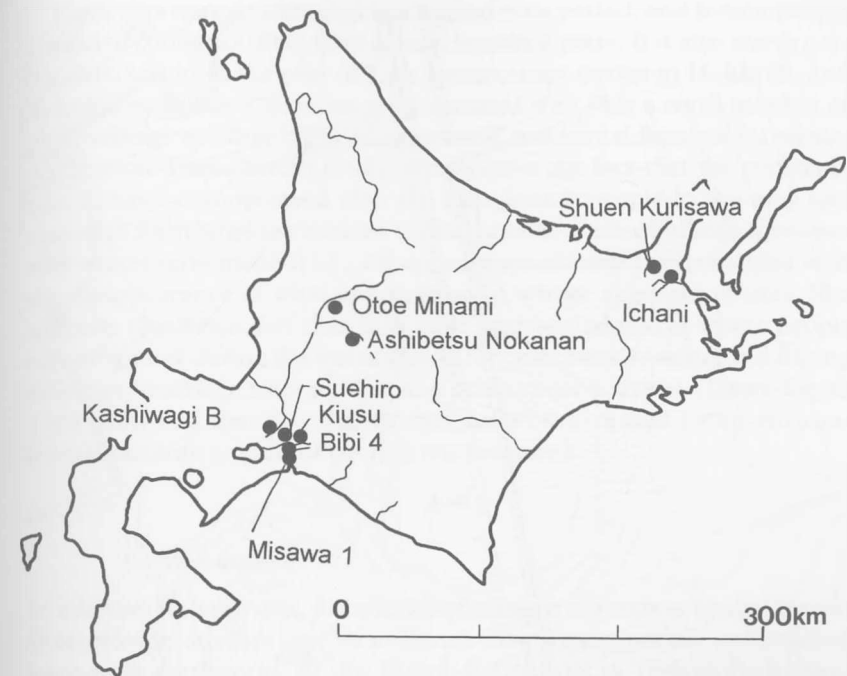 Shuen Kurisawa
Ichani
Otoe Minami
Ashibetsu Nokanan
Suehiro
Kashiwagi B
Kiusu
Bibi 4
Misawa 1
0
300km